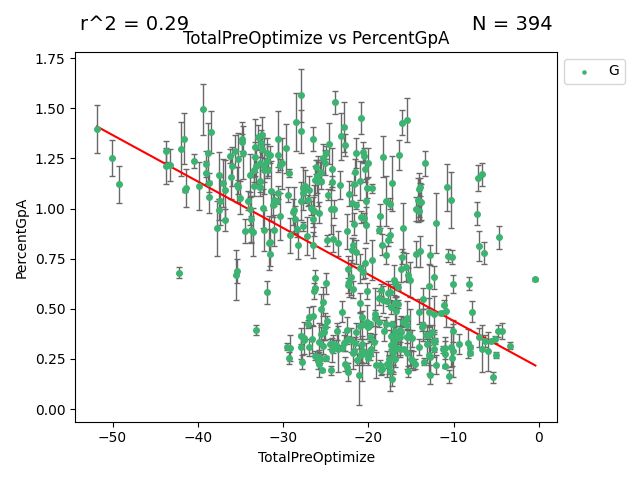 r^2 = 0.29
N = 394
TotalPreOptimize vs PercentGpA
G
PercentGpA
1.75
1.50
1.25
1.00
0.75
0.50
0.25
0.00
−50 −40 −30 −20 −10 0
TotalPreOptimize